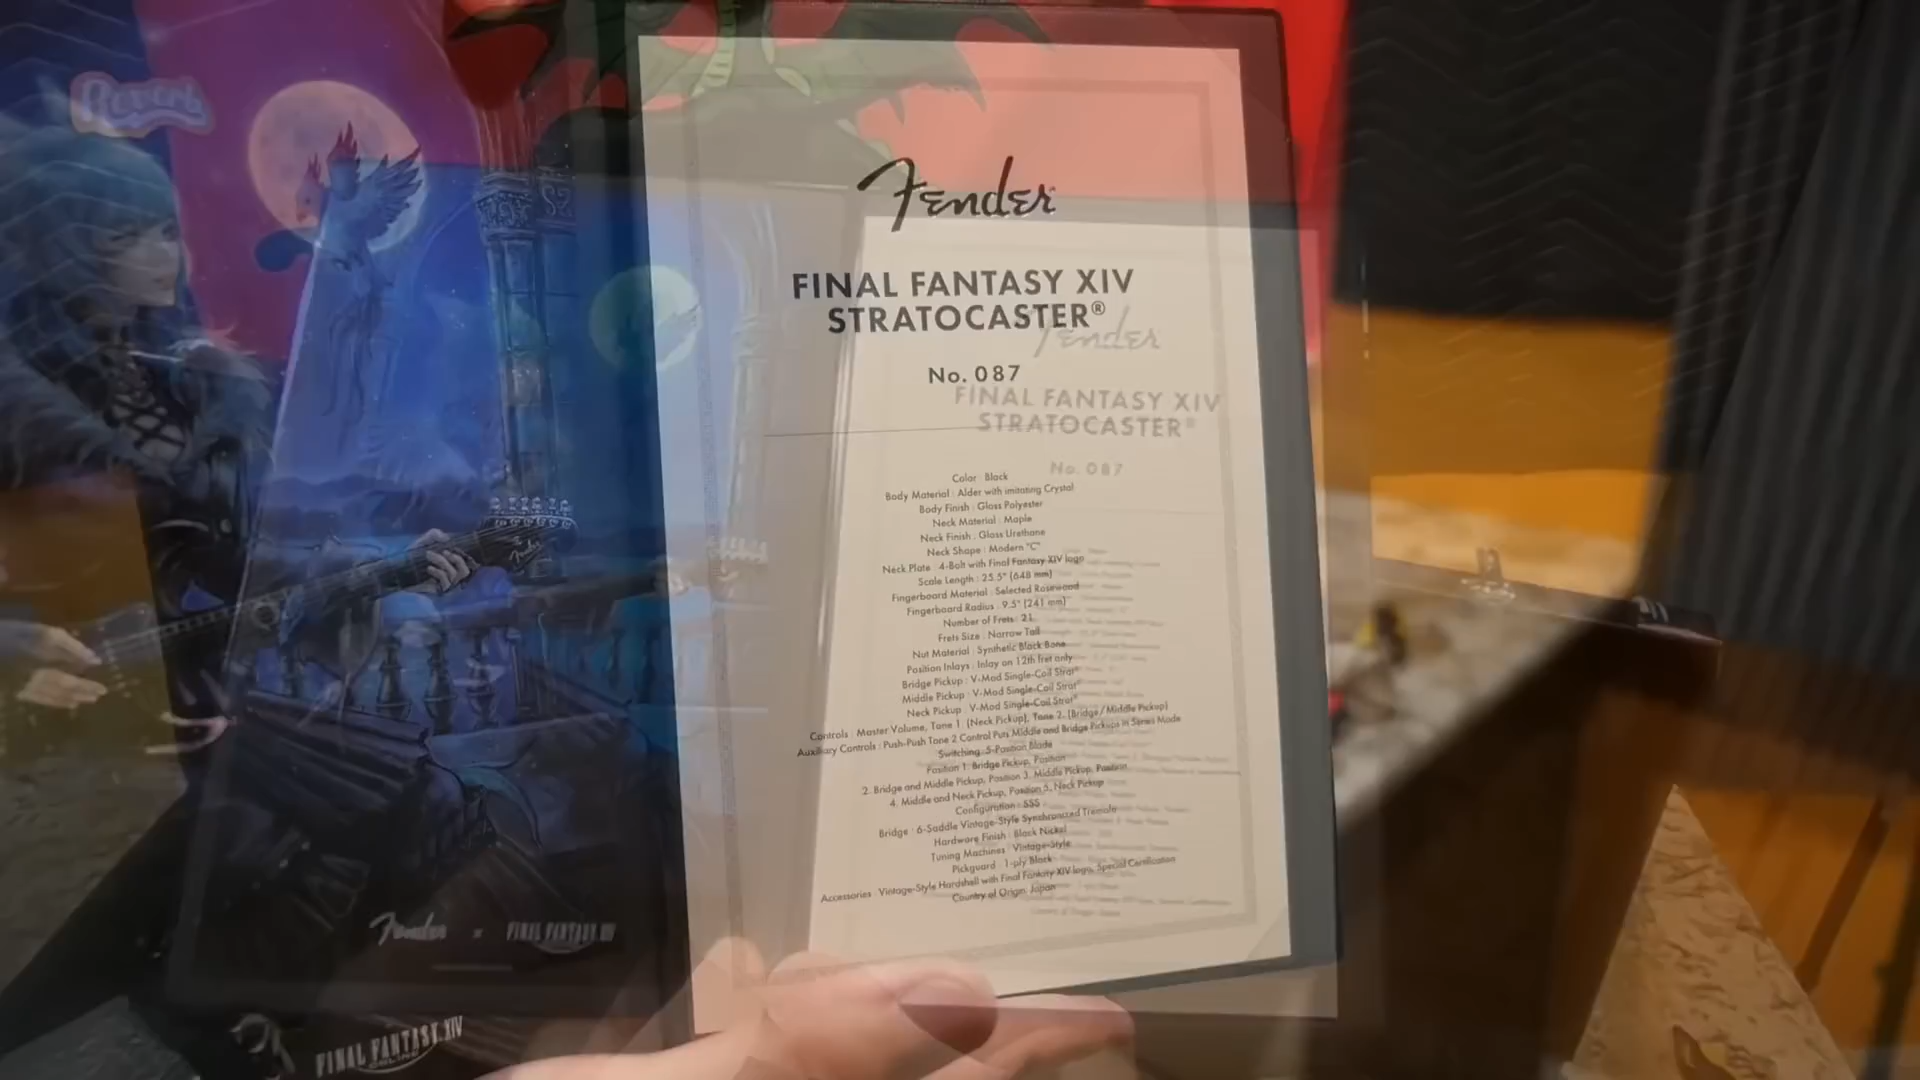 Reverb
Fender
FINAL FANTASY XIV
STRATOCASTER®
No. 087
Fender
FINAL FANTASY XIV
STRATOCASTER®
No. 087
Color : Black
Body Material : Alder with imitating Crystal
Body Finish : Gloss Polyester
Neck Material : Maple
Neck Finish : Gloss Urethane
Neck Shape : Modern "C"
Neck Plate : 4-Bolt with Final Fantasy XIV logo
Scale Length : 25.5" (648 mm)
Fingerboard Material : Selected Rosewood
Fingerboard Radius : 9.5" (241 mm)
Number of Frets : 21
Frets Size : Narrow Tall
Nut Material : Synthetic Black Bone
Position Inlays : Inlay on 12th fret only
Bridge Pickup : V-Mod Single-Coil Strat®
Middle Pickup : V-Mod Single-Coil Strat®
Neck Pickup : V-Mod Single-Coil Strat®
Controls : Master Volume, Tone 1. (Neck Pickup), Tone 2. (Bridge/Middle Pickup)
Auxiliary Controls : Push-Push Tone 2 Control Puts Middle and Bridge Pickups in Series Mode
Switching : 5-Position Blade
Position 1. Bridge Pickup, Position
2. Bridge and Middle Pickup, Position 3. Middle Pickup, Position
4. Middle and Neck Pickup, Position 5. Neck Pickup
Configuration : SSS
Bridge : 6-Saddle Vintage-Style Synchronized Tremolo
Hardware Finish : Black Nickel
Tuning Machines : Vintage-Style
Pickguard : 1-ply Black
Accessories : Vintage-Style Hardshell with Final Fantasy XIV logo, Special Certification
Country of Origin: Japan
Fender
Fender x FINAL FANTASY XIV
FINAL FANTASY XIV